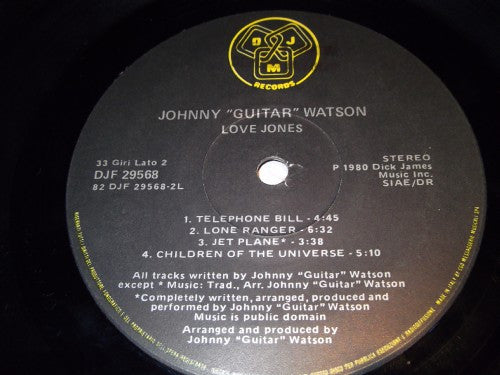 D J
M
RECORDS
JOHNNY "GUITAR" WATSON
LOVE JONES
33 Giri Lato 2
DJF 29568
82 DJF 29568-2L
STEREO
P 1980 Dick James
Music Inc.
SIAE/DR
1. TELEPHONE BILL - 4:45
2. LONE RANGER - 6:32
3. JET PLANE* - 3:38
4. CHILDREN OF THE UNIVERSE - 5:10
All tracks written by Johnny "Guitar" Watson
except * Music: Trad., Arr. Johnny "Guitar" Watson
*Completely written, arranged, produced and
performed by Johnny "Guitar" Watson
Music is public domain
Arranged and produced by
Johnny "Guitar" Watson